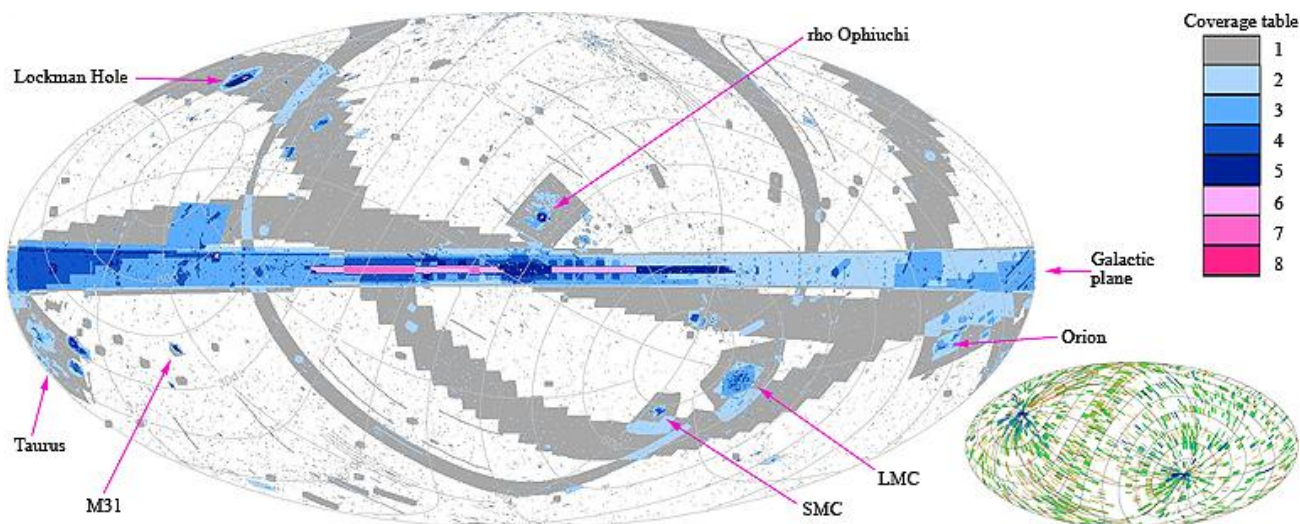 Coverage table
rho Ophiuchi
1
Lockman Hole
2
3
4
5
6
7
Galactic
plane
8
Orion
Taurus
LMC
M31
SMC